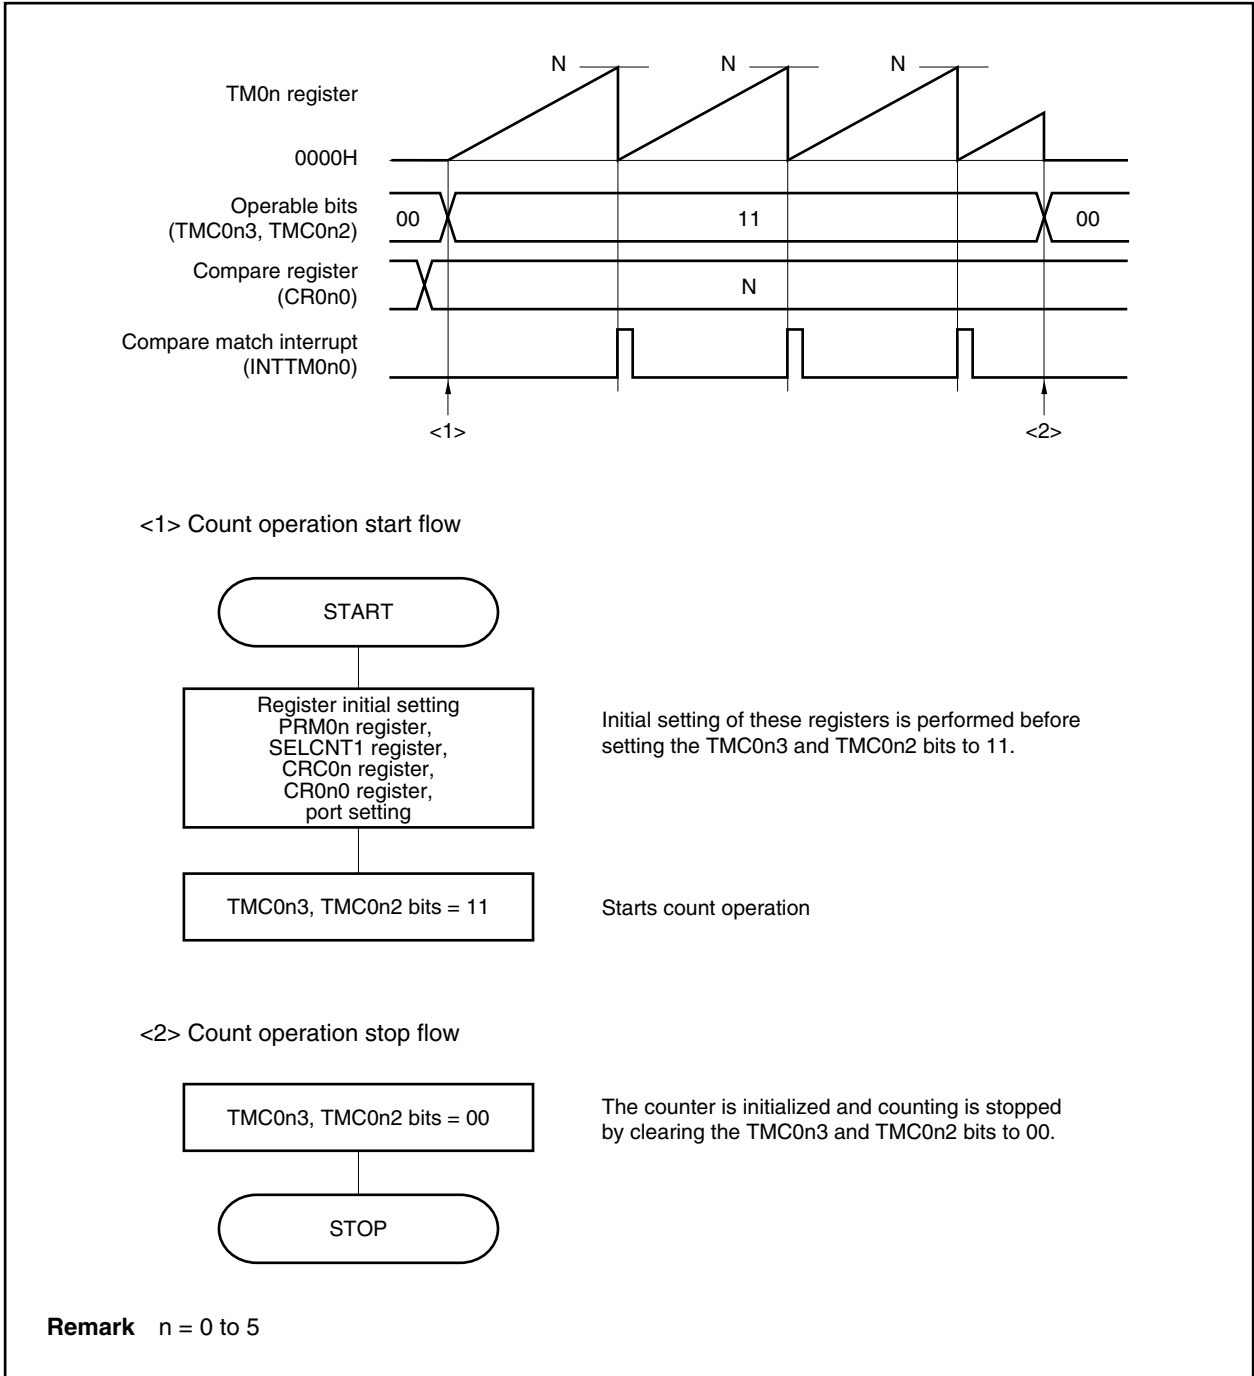 N N N
TM0n register
0000H
Operable bits
(TMC0n3, TMC0n2)
00 11 00
Compare register
(CR0n0)
N
Compare match interrupt
(INTTM0n0)
<1> <2>
<1> Count operation start flow
START
Register initial setting
PRM0n register,
SELCNT1 register,
CRC0n register,
CR0n0 register,
port setting
Initial setting of these registers is performed before
setting the TMC0n3 and TMC0n2 bits to 11.
TMC0n3, TMC0n2 bits = 11
Starts count operation
<2> Count operation stop flow
TMC0n3, TMC0n2 bits = 00
The counter is initialized and counting is stopped
by clearing the TMC0n3 and TMC0n2 bits to 00.
STOP
Remark n = 0 to 5